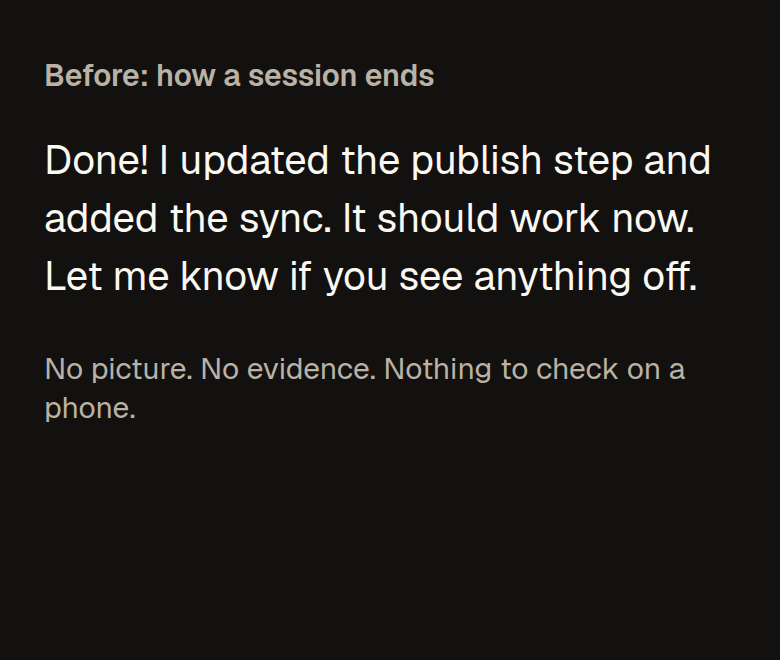 Before: how a session ends
Done! I updated the publish step and
added the sync. It should work now.
Let me know if you see anything off.
No picture. No evidence. Nothing to check on a
phone.